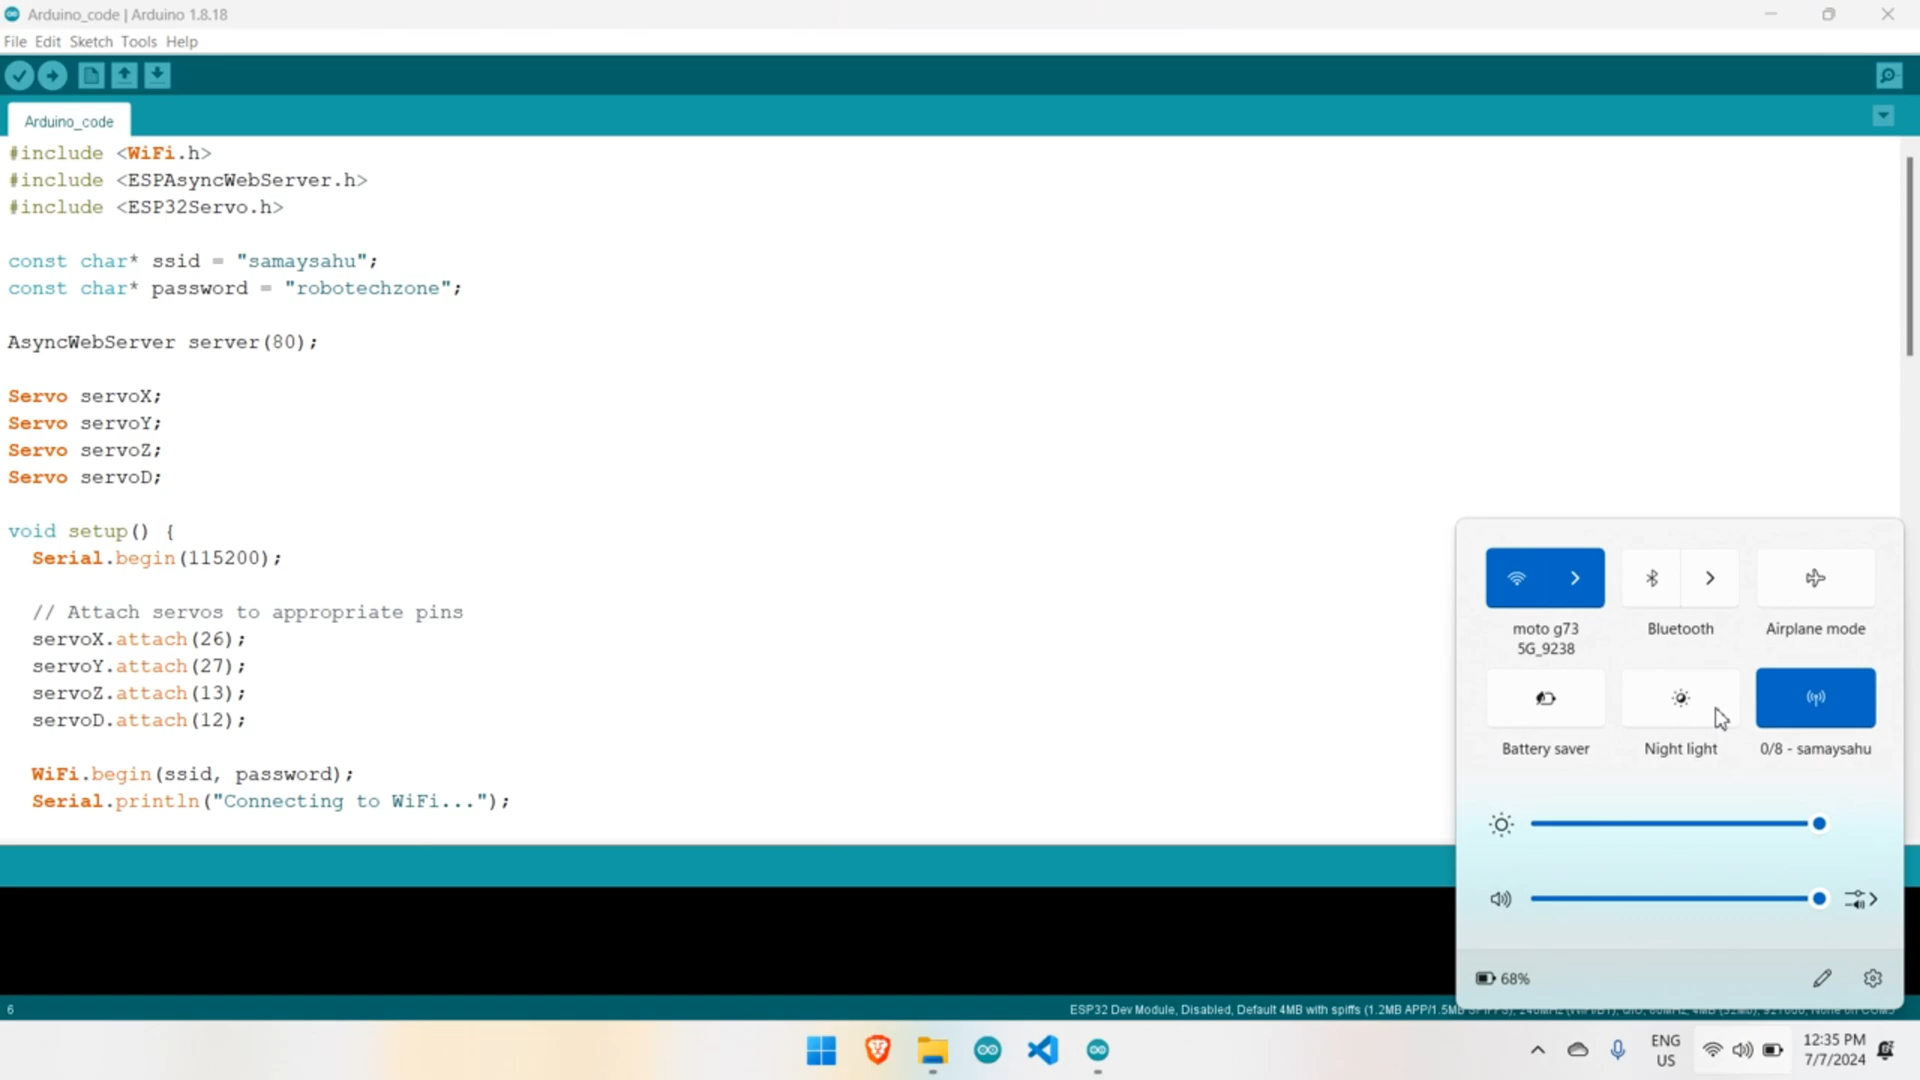 Arduino_code | Arduino 1.8.18
File Edit Sketch Tools Help
Arduino_code
#include <WiFi.h>
#include <ESPAsyncWebServer.h>
#include <ESP32Servo.h>
const char* ssid = "samaysahu";
const char* password = "robotechzone";
AsyncWebServer server(80);
Servo servoX;
Servo servoY;
Servo servoZ;
Servo servoD;
void setup() {
Serial.begin(115200);
// Attach servos to appropriate pins
servoX.attach(26);
servoY.attach(27);
servoZ.attach(13);
servoD.attach(12);
WiFi.begin(ssid, password);
Serial.println("Connecting to WiFi...");
moto g73
5G_9238
Bluetooth
Airplane mode
Battery saver
Night light
0/8 - samaysahu
68%
6
ESP32 Dev Module, Disabled, Default 4MB with spiffs (1.2MB APP/1.5MB
ENG
US
12:35 PM
7/7/2024